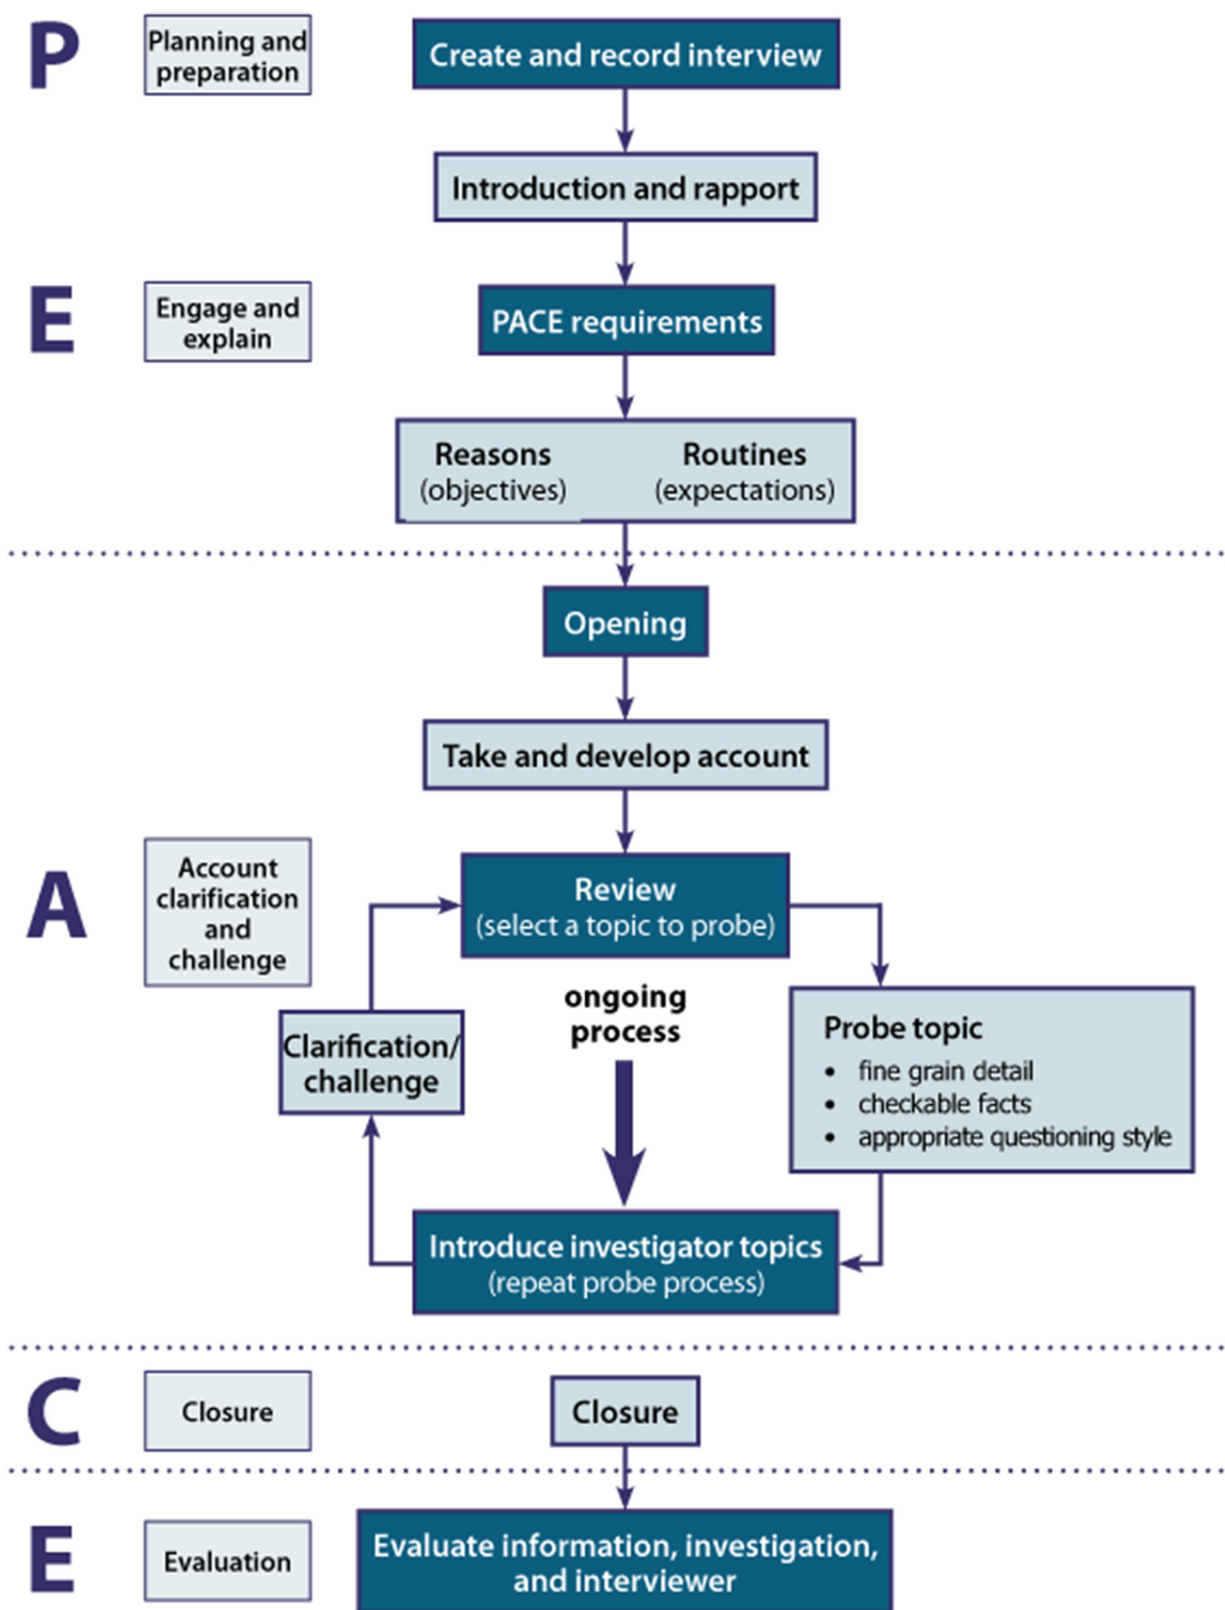 P
Planning and
preparation
Create and record interview
Introduction and rapport
E
Engage and
explain
PACE requirements
Reasons
(objectives)
Routines
(expectations)
Opening
Take and develop account
A
Account
clarification
and
challenge
Review
(select a topic to probe)
ongoing
process
Clarification/
challenge
Probe topic
• fine grain detail
• checkable facts
• appropriate questioning style
Introduce investigator topics
(repeat probe process)
C
Closure
Closure
E
Evaluation
Evaluate information, investigation,
and interviewer